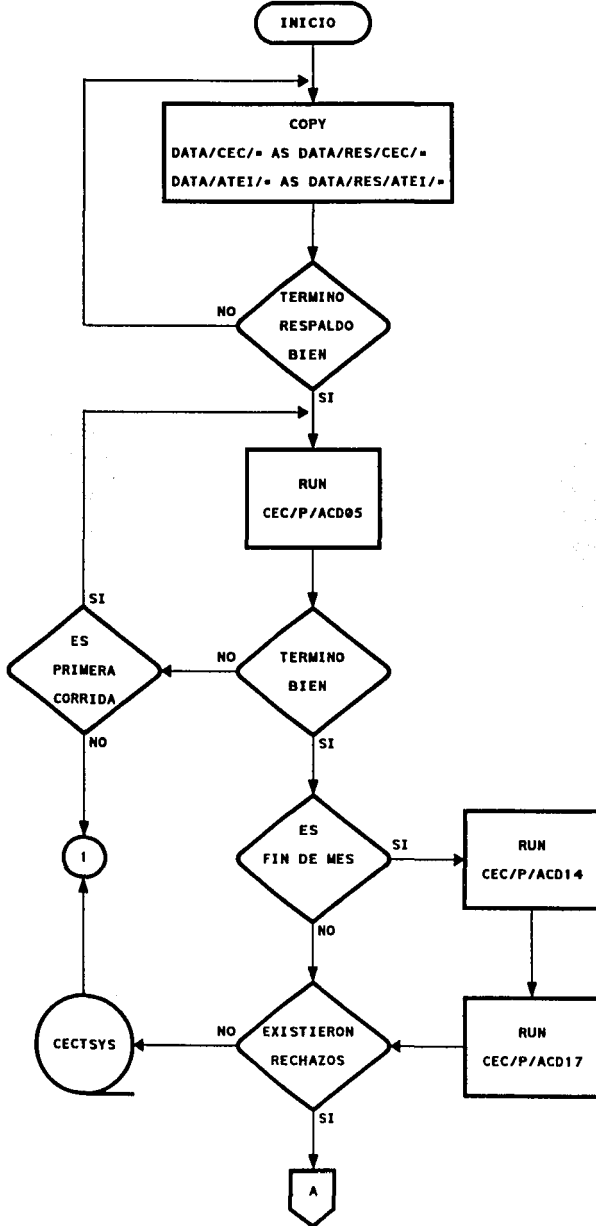 INICIO
COPY
DATA/CEC/= AS DATA/RES/CEC/=
DATA/ATEI/= AS DATA/RES/ATEI/=
TERMINO
RESPALDO
BIEN
NO
SI
RUN
CEC/P/ACD05
SI
ES
PRIMERA
CORRIDA
NO
TERMINO
BIEN
NO
SI
1
ES
FIN DE MES
SI
RUN
CEC/P/ACD14
NO
CECTSYS
NO
EXISTIERON
RECHAZOS
RUN
CEC/P/ACD17
SI
A